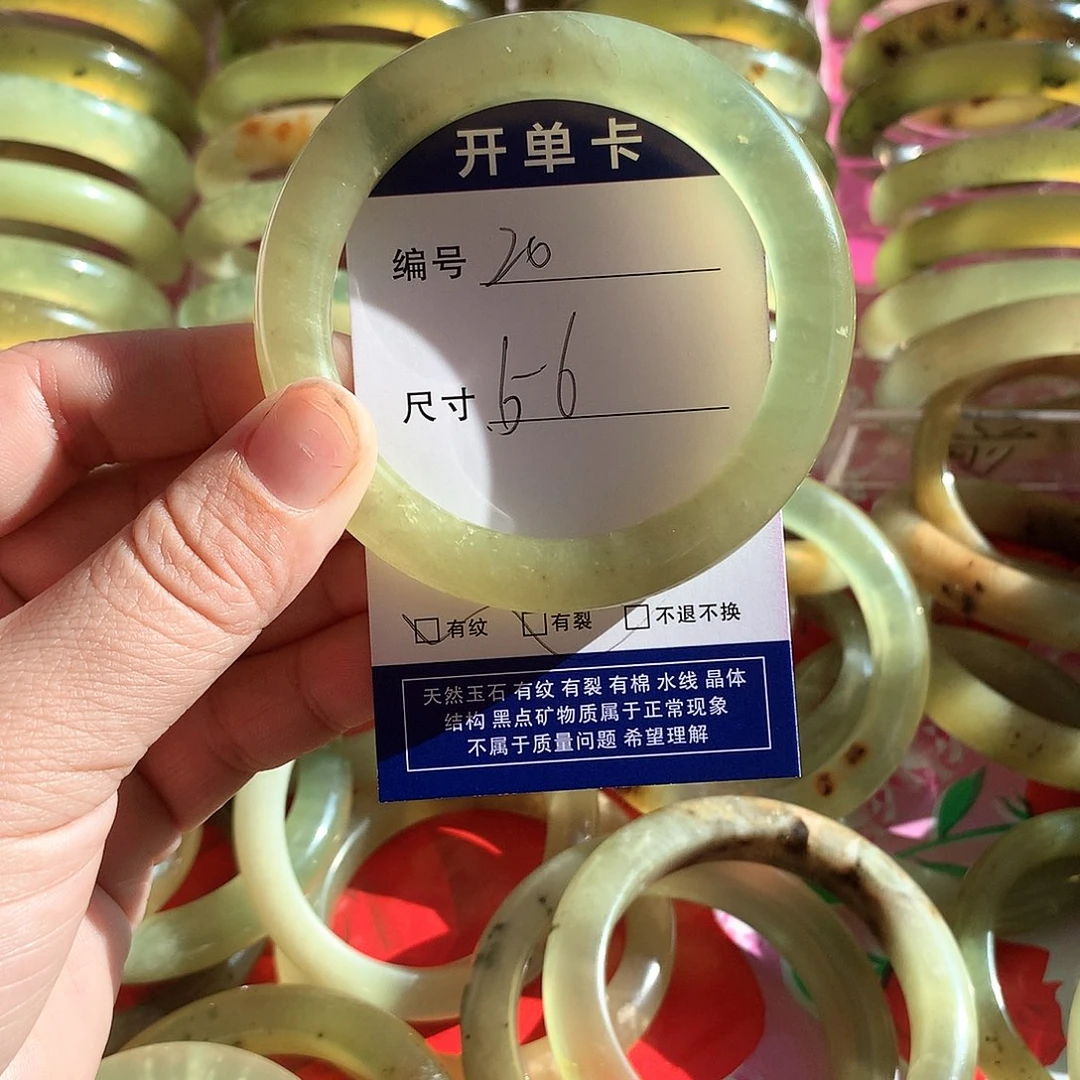 开单卡
编号 20
尺寸 56
□有纹 □有裂 □不退不换
天然玉石 有纹 有裂 有棉 水线 晶体
结构 黑点矿物质属于正常现象
不属于质量问题 希望理解